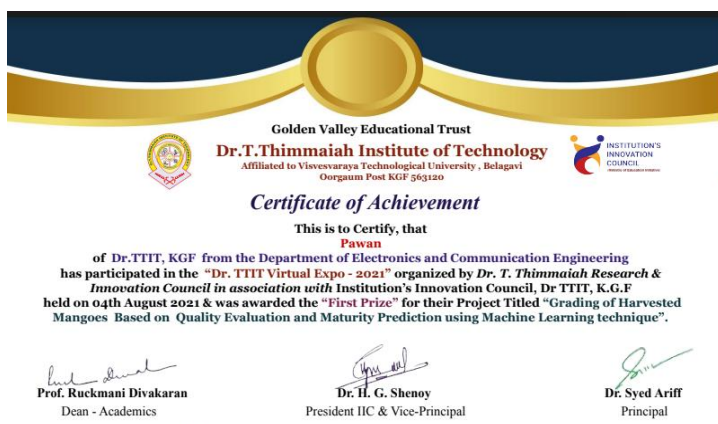 Golden Valley Educational Trust
Dr.T.Thimmaiah Institute of Technology
Affiliated to Visvesvaraya Technological University , Belagavi
Oorgaum Post KGF 563120
INSTITUTION'S
INNOVATION
COUNCIL
Certificate of Achievement
This is to Certify, that
Pawan
of Dr.TTIT, KGF from the Department of Electronics and Communication Engineering
has participated in the “Dr. TTIT Virtual Expo - 2021” organized by Dr. T. Thimmaiah Research &
Innovation Council in association with Institution’s Innovation Council, Dr TTIT, K.G.F
held on 04th August 2021 & was awarded the “First Prize” for their Project Titled “Grading of Harvested
Mangoes Based on Quality Evaluation and Maturity Prediction using Machine Learning technique”.
Prof. Ruckmani Divakaran
Dean - Academics
Dr. H. G. Shenoy
President IIC & Vice-Principal
Dr. Syed Ariff
Principal